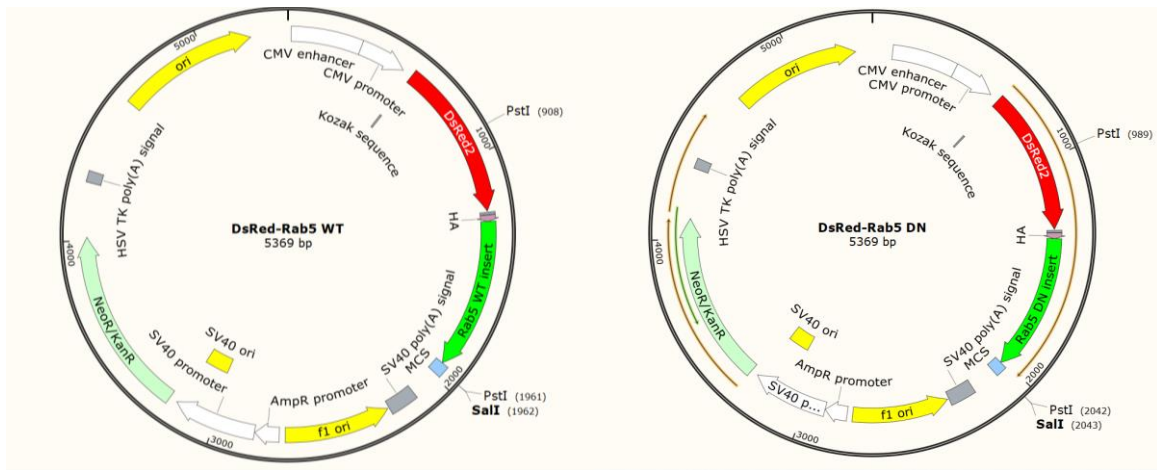 5000
ori
CMV enhancer
CMV promoter
Kozak sequence
DsRed2
1000
PstI (908)
HSV TK poly(A) signal
DsRed-Rab5 WT
5369 bp
HA
4000
Rab5 WT insert
NeoR/KanR
SV40 ori
SV40 promoter
AmpR promoter
SV40 poly(A) signal
MCS
2000
PstI (1961)
SalI (1962)
f1 ori
3000
5000
ori
CMV enhancer
CMV promoter
Kozak sequence
DsRed2
1000
PstI (989)
HSV TK poly(A) signal
DsRed-Rab5 DN
5369 bp
HA
4000
Rab5 DN insert
NeoR/KanR
SV40 ori
SV40 p...
AmpR promoter
SV40 poly(A) signal
MCS
2000
PstI (2042)
SalI (2043)
f1 ori
3000